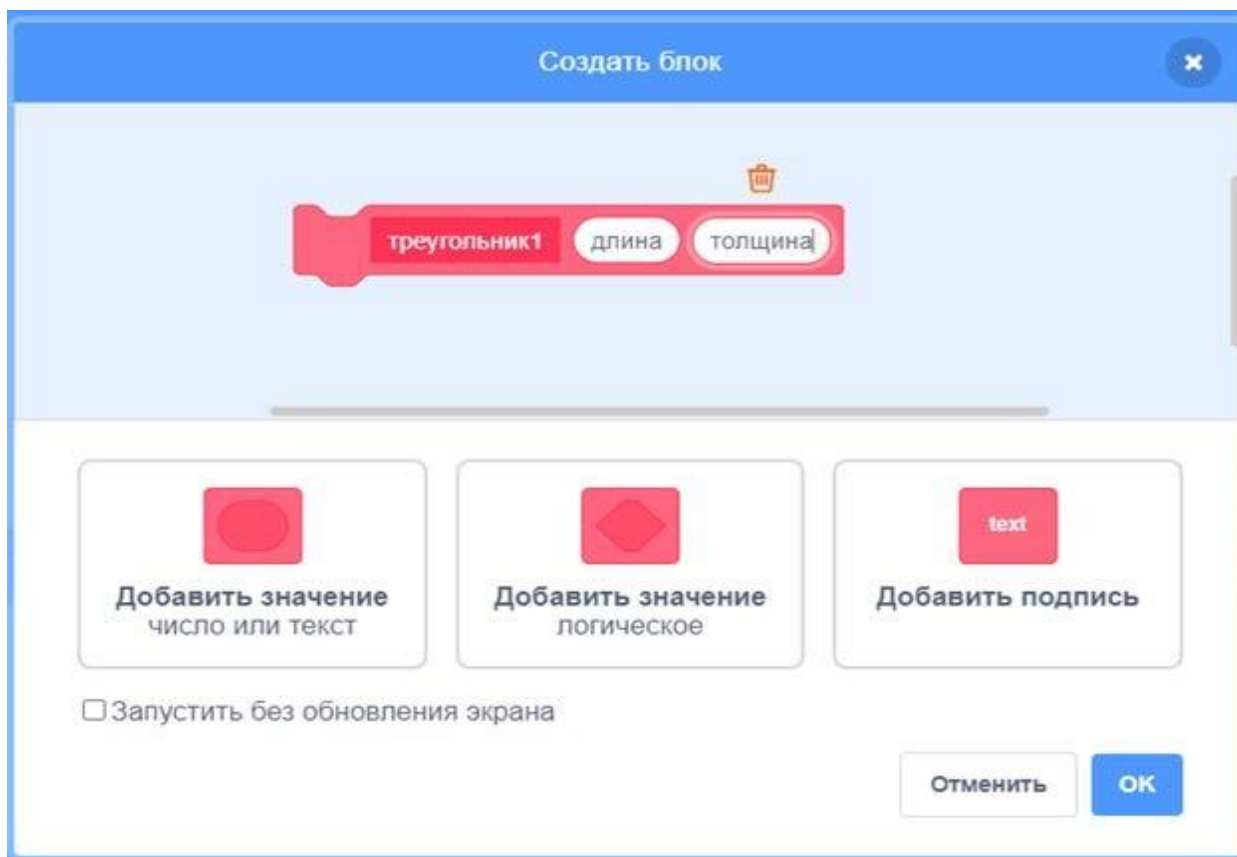 Создать блок
треугольник1 длина толщина
text
Добавить значение
число или текст
Добавить значение
логическое
Добавить подпись
Запустить без обновления экрана
Отменить
ОК